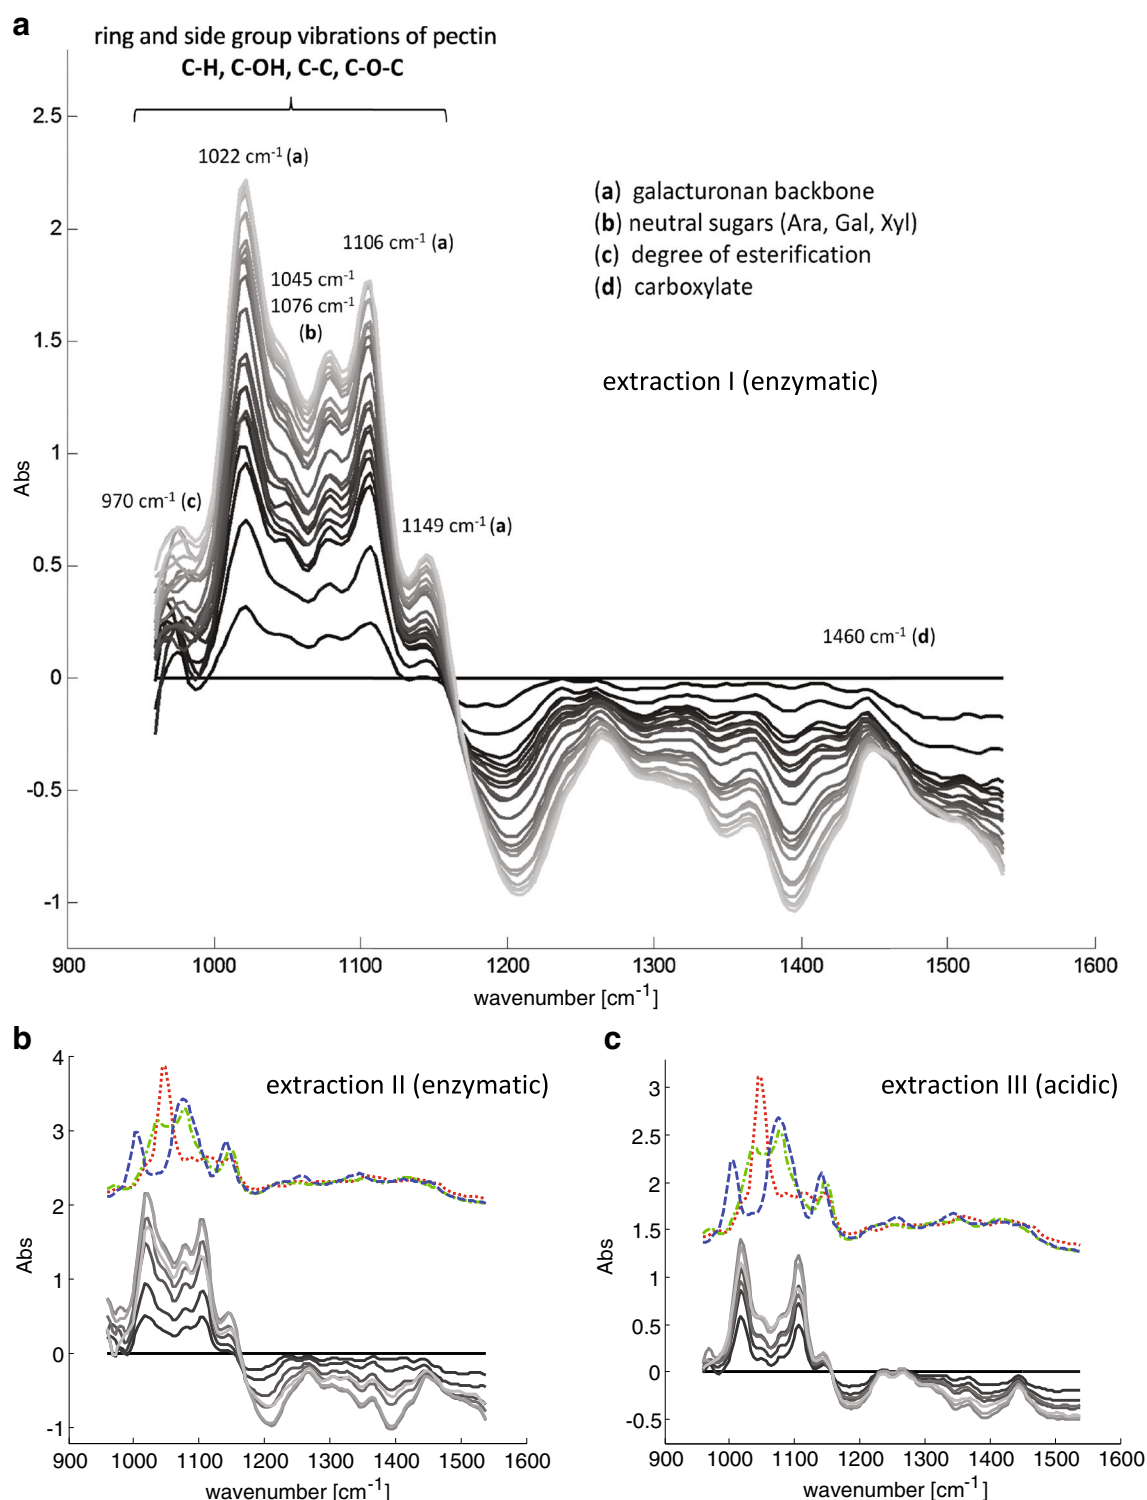 a
ring and side group vibrations of pectin
C-H, C-OH, C-C, C-O-C
2.5
1022 cm⁻¹ (a)
(a) galacturonan backbone
(b) neutral sugars (Ara, Gal, Xyl)
(c) degree of esterification
(d) carboxylate
2
1106 cm⁻¹ (a)
1045 cm⁻¹
1076 cm⁻¹
(b)
1.5
extraction I (enzymatic)
1
Abs
970 cm⁻¹ (c)
1149 cm⁻¹ (a)
0.5
1460 cm⁻¹ (d)
0
-0.5
-1
900 1000 1100 1200 1300 1400 1500 1600
wavenumber [cm⁻¹]
b
4
extraction II (enzymatic)
3
2
Abs
1
0
-1
900 1000 1100 1200 1300 1400 1500 1600
wavenumber [cm⁻¹]
c
extraction III (acidic)
3
2.5
2
1.5
Abs
1
0.5
0
-0.5
900 1000 1100 1200 1300 1400 1500 1600
wavenumber [cm⁻¹]